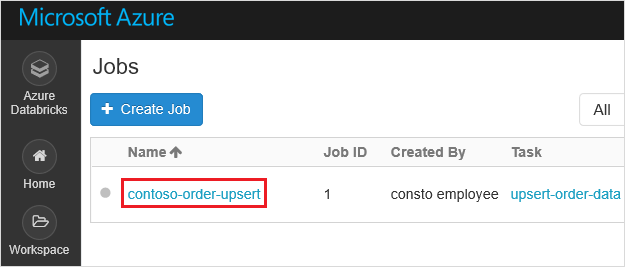 Microsoft Azure
Azure
Databricks
Home
Workspace
Jobs
+ Create Job
All
Name Job ID Created By Task
contoso-order-upsert 1 consto employee upsert-order-data